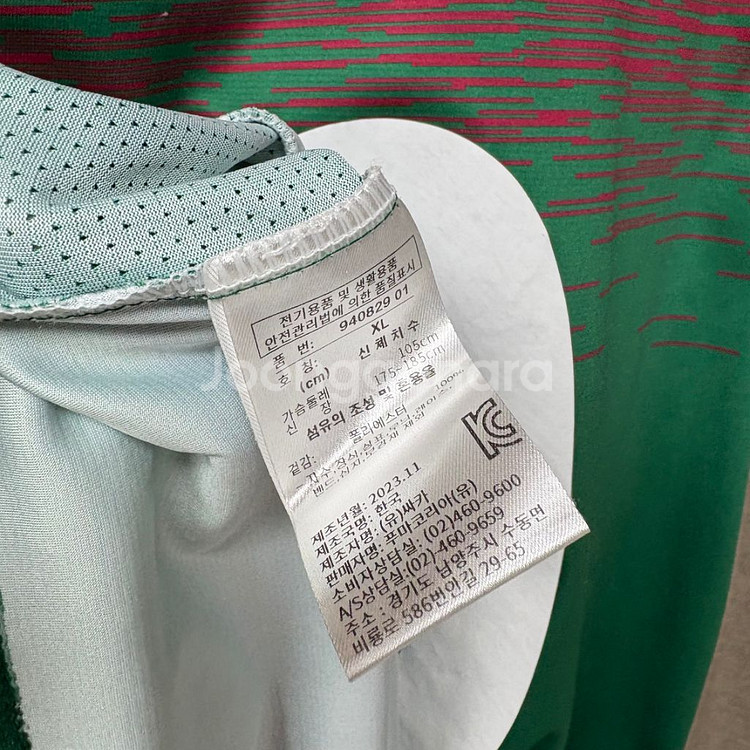 전기용품 및 생활용품
안전관리법에 의한 품질표시
품 번: 940829 01
호 칭: XL
(cm) 신체치수
가슴둘레 105cm
신 장 175~185cm
섬유의 조성 및 혼용율
겉감: 폴리에스터 100%
제조년월: 2023.11
제조국명: 한국
제조자명: (유)싸카
판매자명: 푸마코리아(유)
소비자상담실:(02)460-9600
A/S상담실:(02)460-9659
주소: 경기도 남양주시 수동면
비룡로 586번안길 29-65
Joonggonara